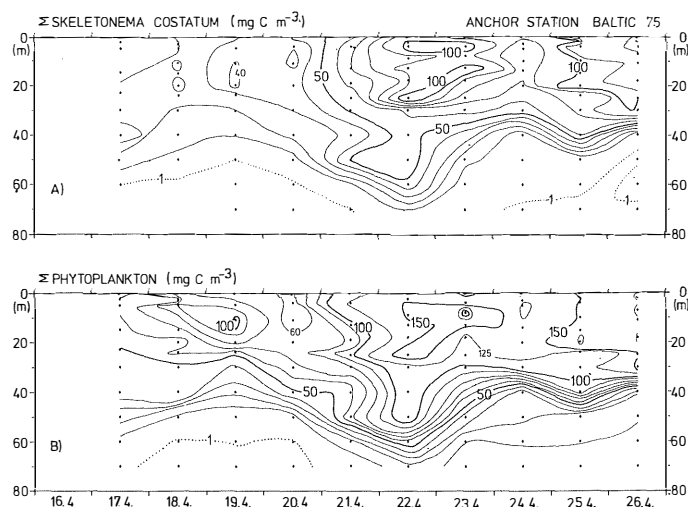 ΣSKELETONEMA COSTATUM (mg C m⁻³) ANCHOR STATION BALTIC 75
0 0
(m) (m)
100
50 40 100 100
20 20
40 50 40
60 1 60
A) 1 1
80 80
ΣPHYTOPLANKTON (mg C m⁻³)
0 0
(m) (m)
100 60 100 150 150
20 20
125
100
40 50 50 40
60 1 60
B)
80 80
16.4 17.4. 18.4. 19.4. 20.4 21.4. 22.4. 23.4. 24.4. 25.4. 26.4.